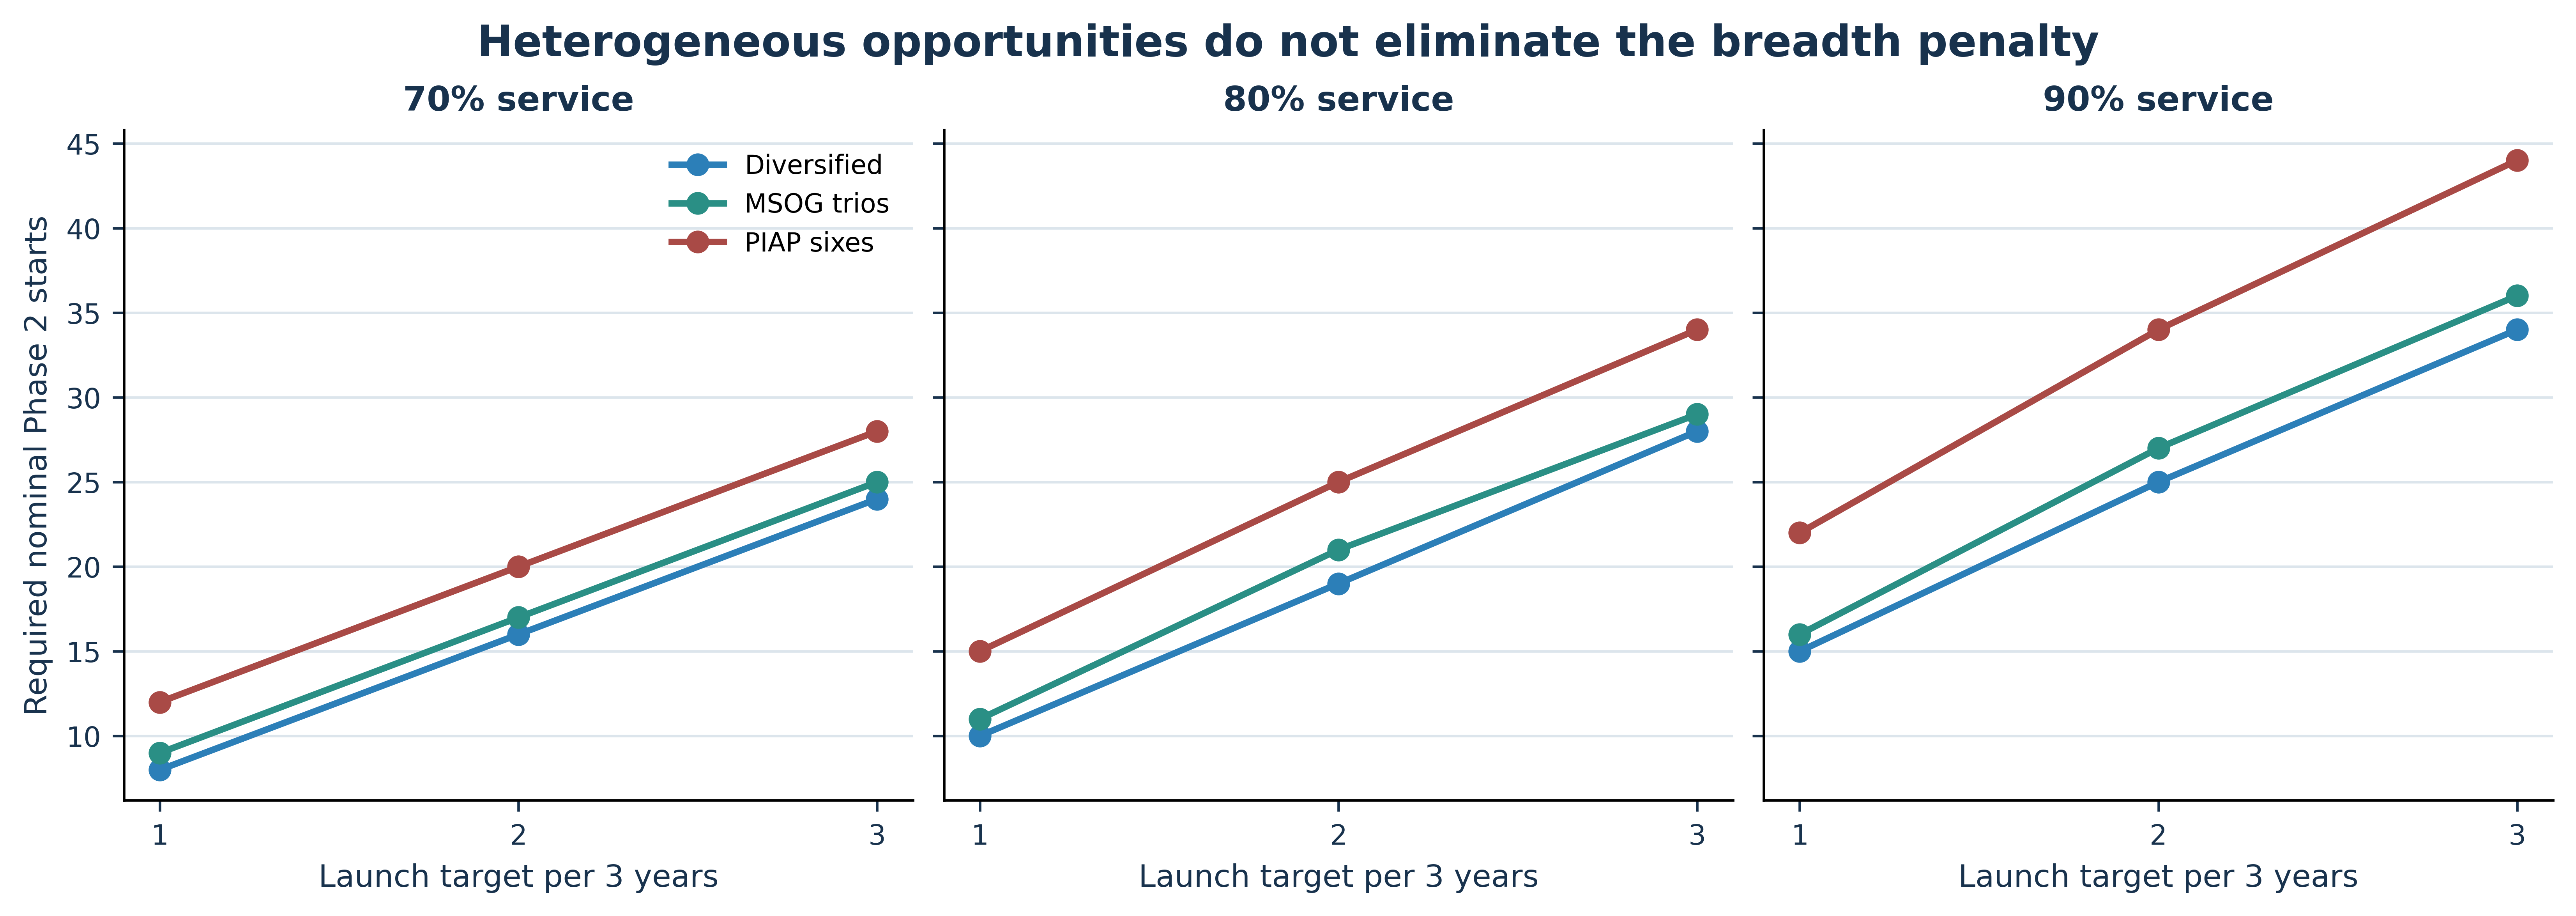 Heterogeneous opportunities do not eliminate the breadth penalty
70% service
80% service
90% service
Required nominal Phase 2 starts
45
40
35
30
25
20
15
10
Diversified
MSOG trios
PIAP sixes
1 2 3
1 2 3
1 2 3
Launch target per 3 years
Launch target per 3 years
Launch target per 3 years